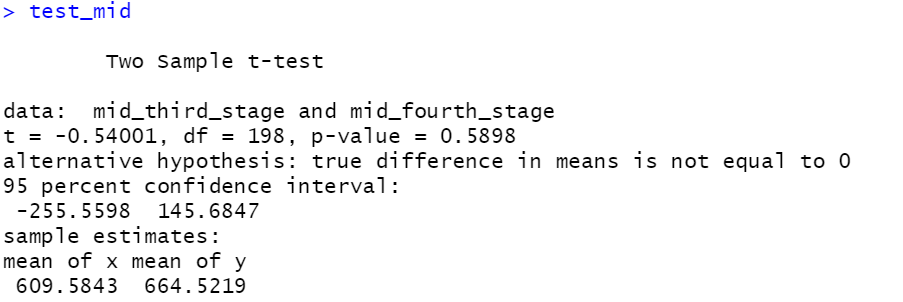 > test_mid
Two Sample t-test
data:  mid_third_stage and mid_fourth_stage
t = -0.54001, df = 198, p-value = 0.5898
alternative hypothesis: true difference in means is not equal to 0
95 percent confidence interval:
-255.5598  145.6847
sample estimates:
mean of x mean of y
609.5843  664.5219